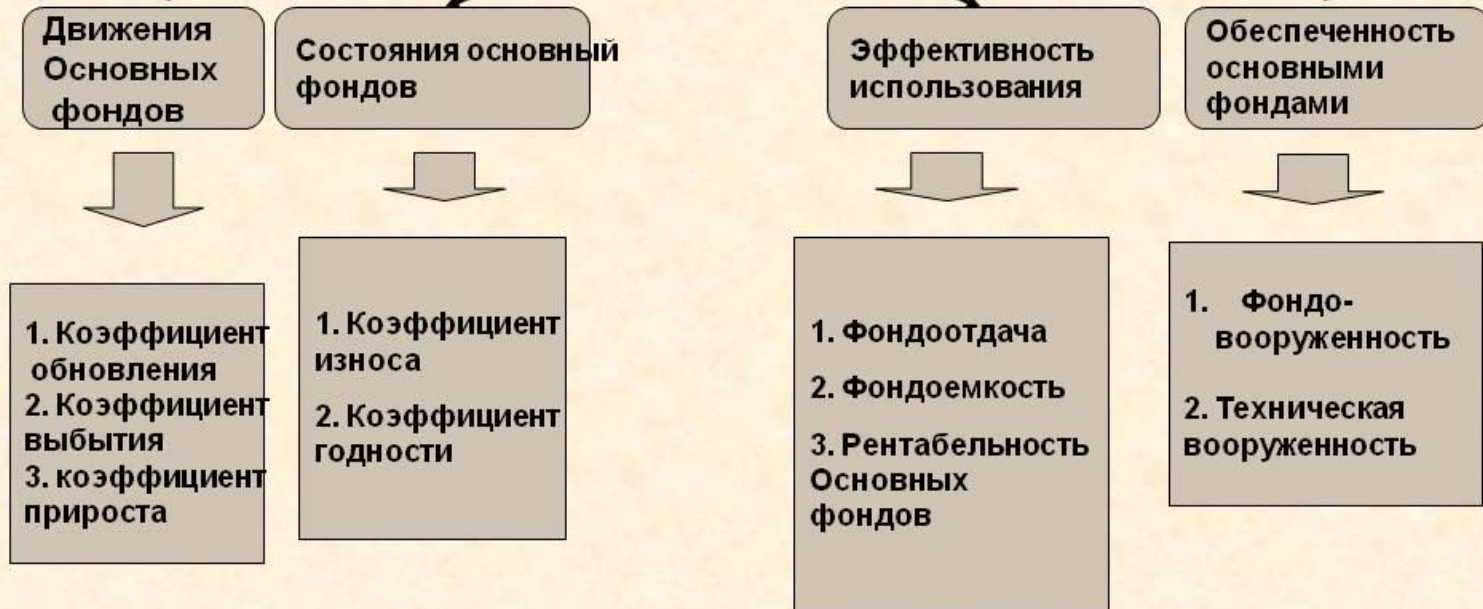 Движения
Основных
фондов
Состояния основный
фондов
Эффективность
использования
Обеспеченность
основными
фондами
1. Коэффициент
обновления
2. Коэффициент
выбытия
3. коэффициент
прироста
1. Коэффициент
износа
2. Коэффициент
годности
1. Фондоотдача
2. Фондоемкость
3. Рентабельность
Основных
фондов
1. Фондо-
вооруженность
2. Техническая
вооруженность